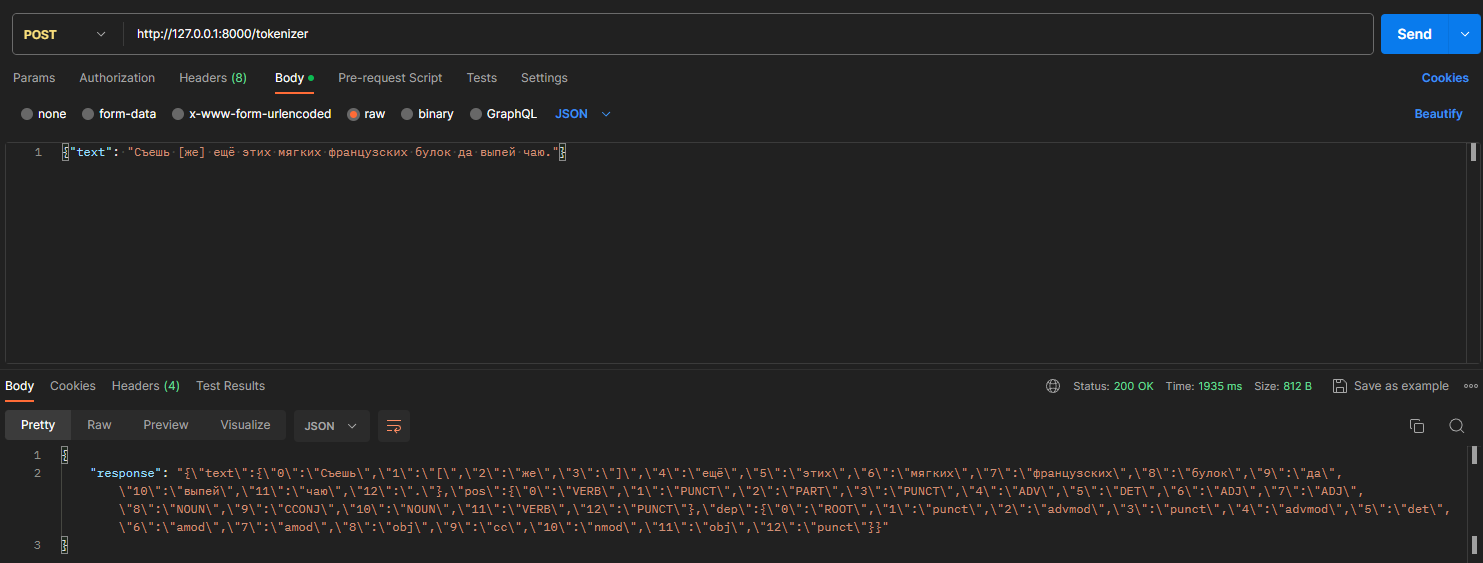 POST http://127.0.0.1:8000/tokenizer Send
Params Authorization Headers (8) Body Pre-request Script Tests Settings Cookies
none form-data x-www-form-urlencoded raw binary GraphQL JSON Beautify
1 {"text": "Съешь [же] ещё этих мягких французских булок да выпей чаю."}
Body Cookies Headers (4) Test Results Status: 200 OK Time: 1935 ms Size: 812 B Save as example
Pretty Raw Preview Visualize JSON
1 {
2 "response": "{\"text\":{\"0\":\"Съешь\",\"1\":\"[\",\"2\":\"же\",\"3\":\"]\",\"4\":\"ещё\",\"5\":\"этих\",\"6\":\"мягких\",\"7\":\"французских\",\"8\":\"булок\",\"9\":\"да\",
\"10\":\"выпей\",\"11\":\"чаю\",\"12\":\".\"},\"pos\":{\"0\":\"VERB\",\"1\":\"PUNCT\",\"2\":\"PART\",\"3\":\"PUNCT\",\"4\":\"ADV\",\"5\":\"DET\",\"6\":\"ADJ\",\"7\":\"ADJ\",
\"8\":\"NOUN\",\"9\":\"CCONJ\",\"10\":\"NOUN\",\"11\":\"VERB\",\"12\":\"PUNCT\"},\"dep\":{\"0\":\"ROOT\",\"1\":\"punct\",\"2\":\"advmod\",\"3\":\"punct\",\"4\":\"advmod\",\"5\":\"det\",
\"6\":\"amod\",\"7\":\"amod\",\"8\":\"obj\",\"9\":\"cc\",\"10\":\"nmod\",\"11\":\"obj\",\"12\":\"punct\"}}"
3 }